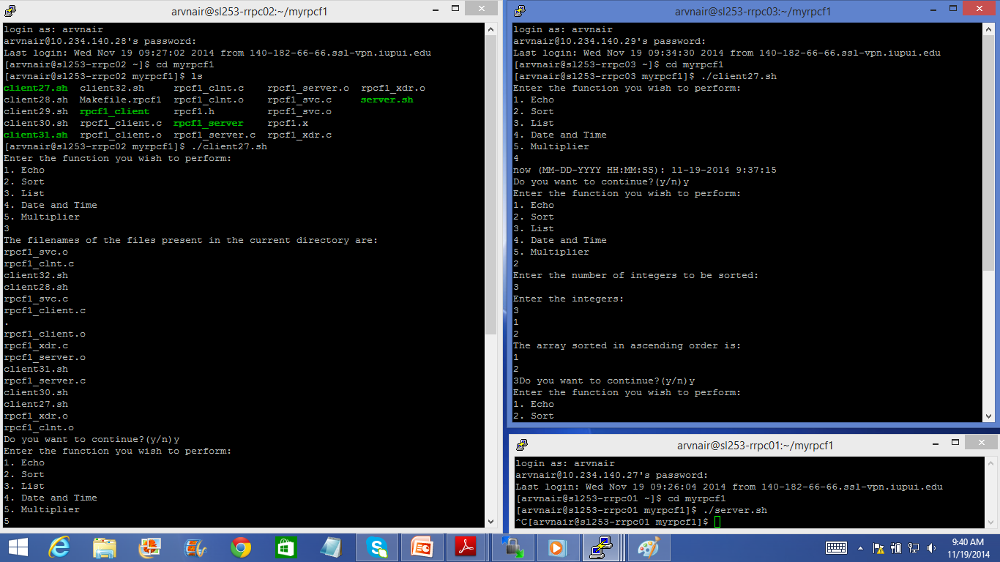 arvnair@sl253-rrpc02:~/myrpcf1
login as: arvnair
arvnair@10.234.140.28's password:
Last login: Wed Nov 19 09:27:02 2014 from 140-182-66-66.ssl-vpn.iupui.edu
[arvnair@sl253-rrpc02 ~]$ cd myrpcf1
[arvnair@sl253-rrpc02 myrpcf1]$ ls
client27.sh  client32.sh     rpcf1_clnt.c    rpcf1_server.o  rpcf1_xdr.o
client28.sh  Makefile.rpcf1  rpcf1_clnt.o    rpcf1_svc.c     server.sh
client29.sh  rpcf1_client    rpcf1.h         rpcf1_svc.o
client30.sh  rpcf1_client.c  rpcf1_server    rpcf1.x
client31.sh  rpcf1_client.o  rpcf1_server.c  rpcf1_xdr.c
[arvnair@sl253-rrpc02 myrpcf1]$ ./client27.sh
Enter the function you wish to perform:
1. Echo
2. Sort
3. List
4. Date and Time
5. Multiplier
3
The filenames of the files present in the current directory are:
rpcf1_svc.o
rpcf1_clnt.c
client32.sh
client28.sh
rpcf1_svc.c
rpcf1_client.c
.
rpcf1_client.o
rpcf1_xdr.c
rpcf1_server.o
client31.sh
rpcf1_server.c
client30.sh
client27.sh
rpcf1_xdr.o
rpcf1_clnt.o
Do you want to continue?(y/n)y
Enter the function you wish to perform:
1. Echo
2. Sort
3. List
4. Date and Time
5. Multiplier
5
arvnair@sl253-rrpc03:~/myrpcf1
login as: arvnair
arvnair@10.234.140.29's password:
Last login: Wed Nov 19 09:34:30 2014 from 140-182-66-66.ssl-vpn.iupui.edu
[arvnair@sl253-rrpc03 ~]$ cd myrpcf1
[arvnair@sl253-rrpc03 myrpcf1]$ ./client27.sh
Enter the function you wish to perform:
1. Echo
2. Sort
3. List
4. Date and Time
5. Multiplier
4
now (MM-DD-YYYY HH:MM:SS): 11-19-2014 9:37:15
Do you want to continue?(y/n)y
Enter the function you wish to perform:
1. Echo
2. Sort
3. List
4. Date and Time
5. Multiplier
2
Enter the number of integers to be sorted:
3
Enter the integers:
3
1
2
The array sorted in ascending order is:
1
2
3Do you want to continue?(y/n)y
Enter the function you wish to perform:
1. Echo
2. Sort
arvnair@sl253-rrpc01:~/myrpcf1
login as: arvnair
arvnair@10.234.140.27's password:
Last login: Wed Nov 19 09:26:04 2014 from 140-182-66-66.ssl-vpn.iupui.edu
[arvnair@sl253-rrpc01 ~]$ cd myrpcf1
[arvnair@sl253-rrpc01 myrpcf1]$ ./server.sh
^C[arvnair@sl253-rrpc01 myrpcf1]$
9:40 AM
11/19/2014